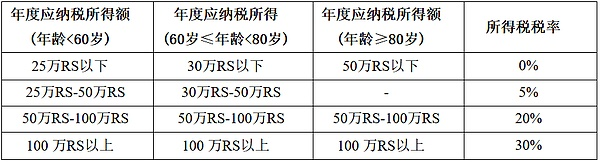 年度应纳税所得额 年度应纳税所得 年度应纳税所得额 所得税税率
(年龄<60岁) (60岁≤年龄<80岁) (年龄≥80岁)
25万RS以下 30万RS以下 50万RS以下 0%
25万RS-50万RS 30万RS-50万RS - 5%
50万RS-100万RS 50万RS-100万RS 50万RS-100万RS 20%
100 万RS以上 100 万RS以上 100 万RS以上 30%